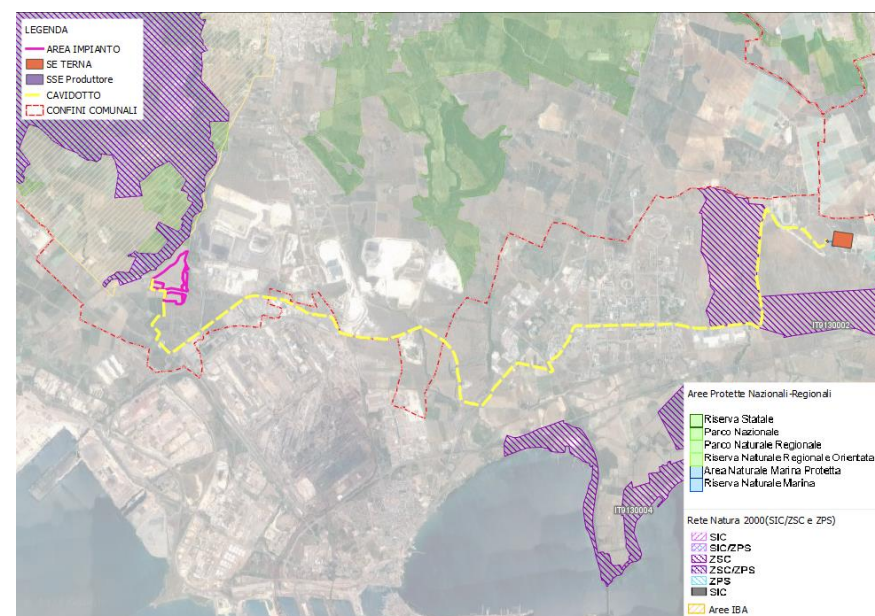 LEGENDA
AREA IMPIANTO
SE TERNA
SSE Produttore
CAVIDOTTO
CONFINI COMUNALI
IT9130002
IT9130004
Aree Protette Nazionali-Regionali
Riserva Statale
Parco Nazionale
Parco Naturale Regionale
Riserva Naturale Regionale Orientata
Area Naturale Marina Protetta
Riserva Naturale Marina
Rete Natura 2000(SIC/ZSC e ZPS)
SIC
SIC/ZPS
ZSC
ZSC/ZPS
ZPS
SIC
Aree IBA